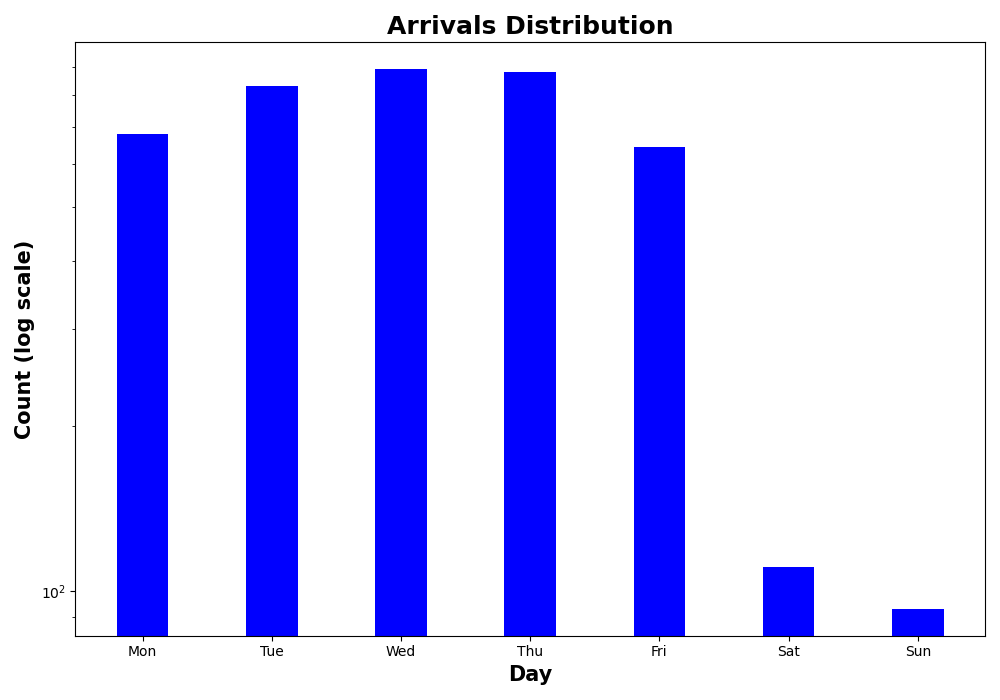 Arrivals Distribution
Count (log scale)
10²
Mon Tue Wed Thu Fri Sat Sun
Day